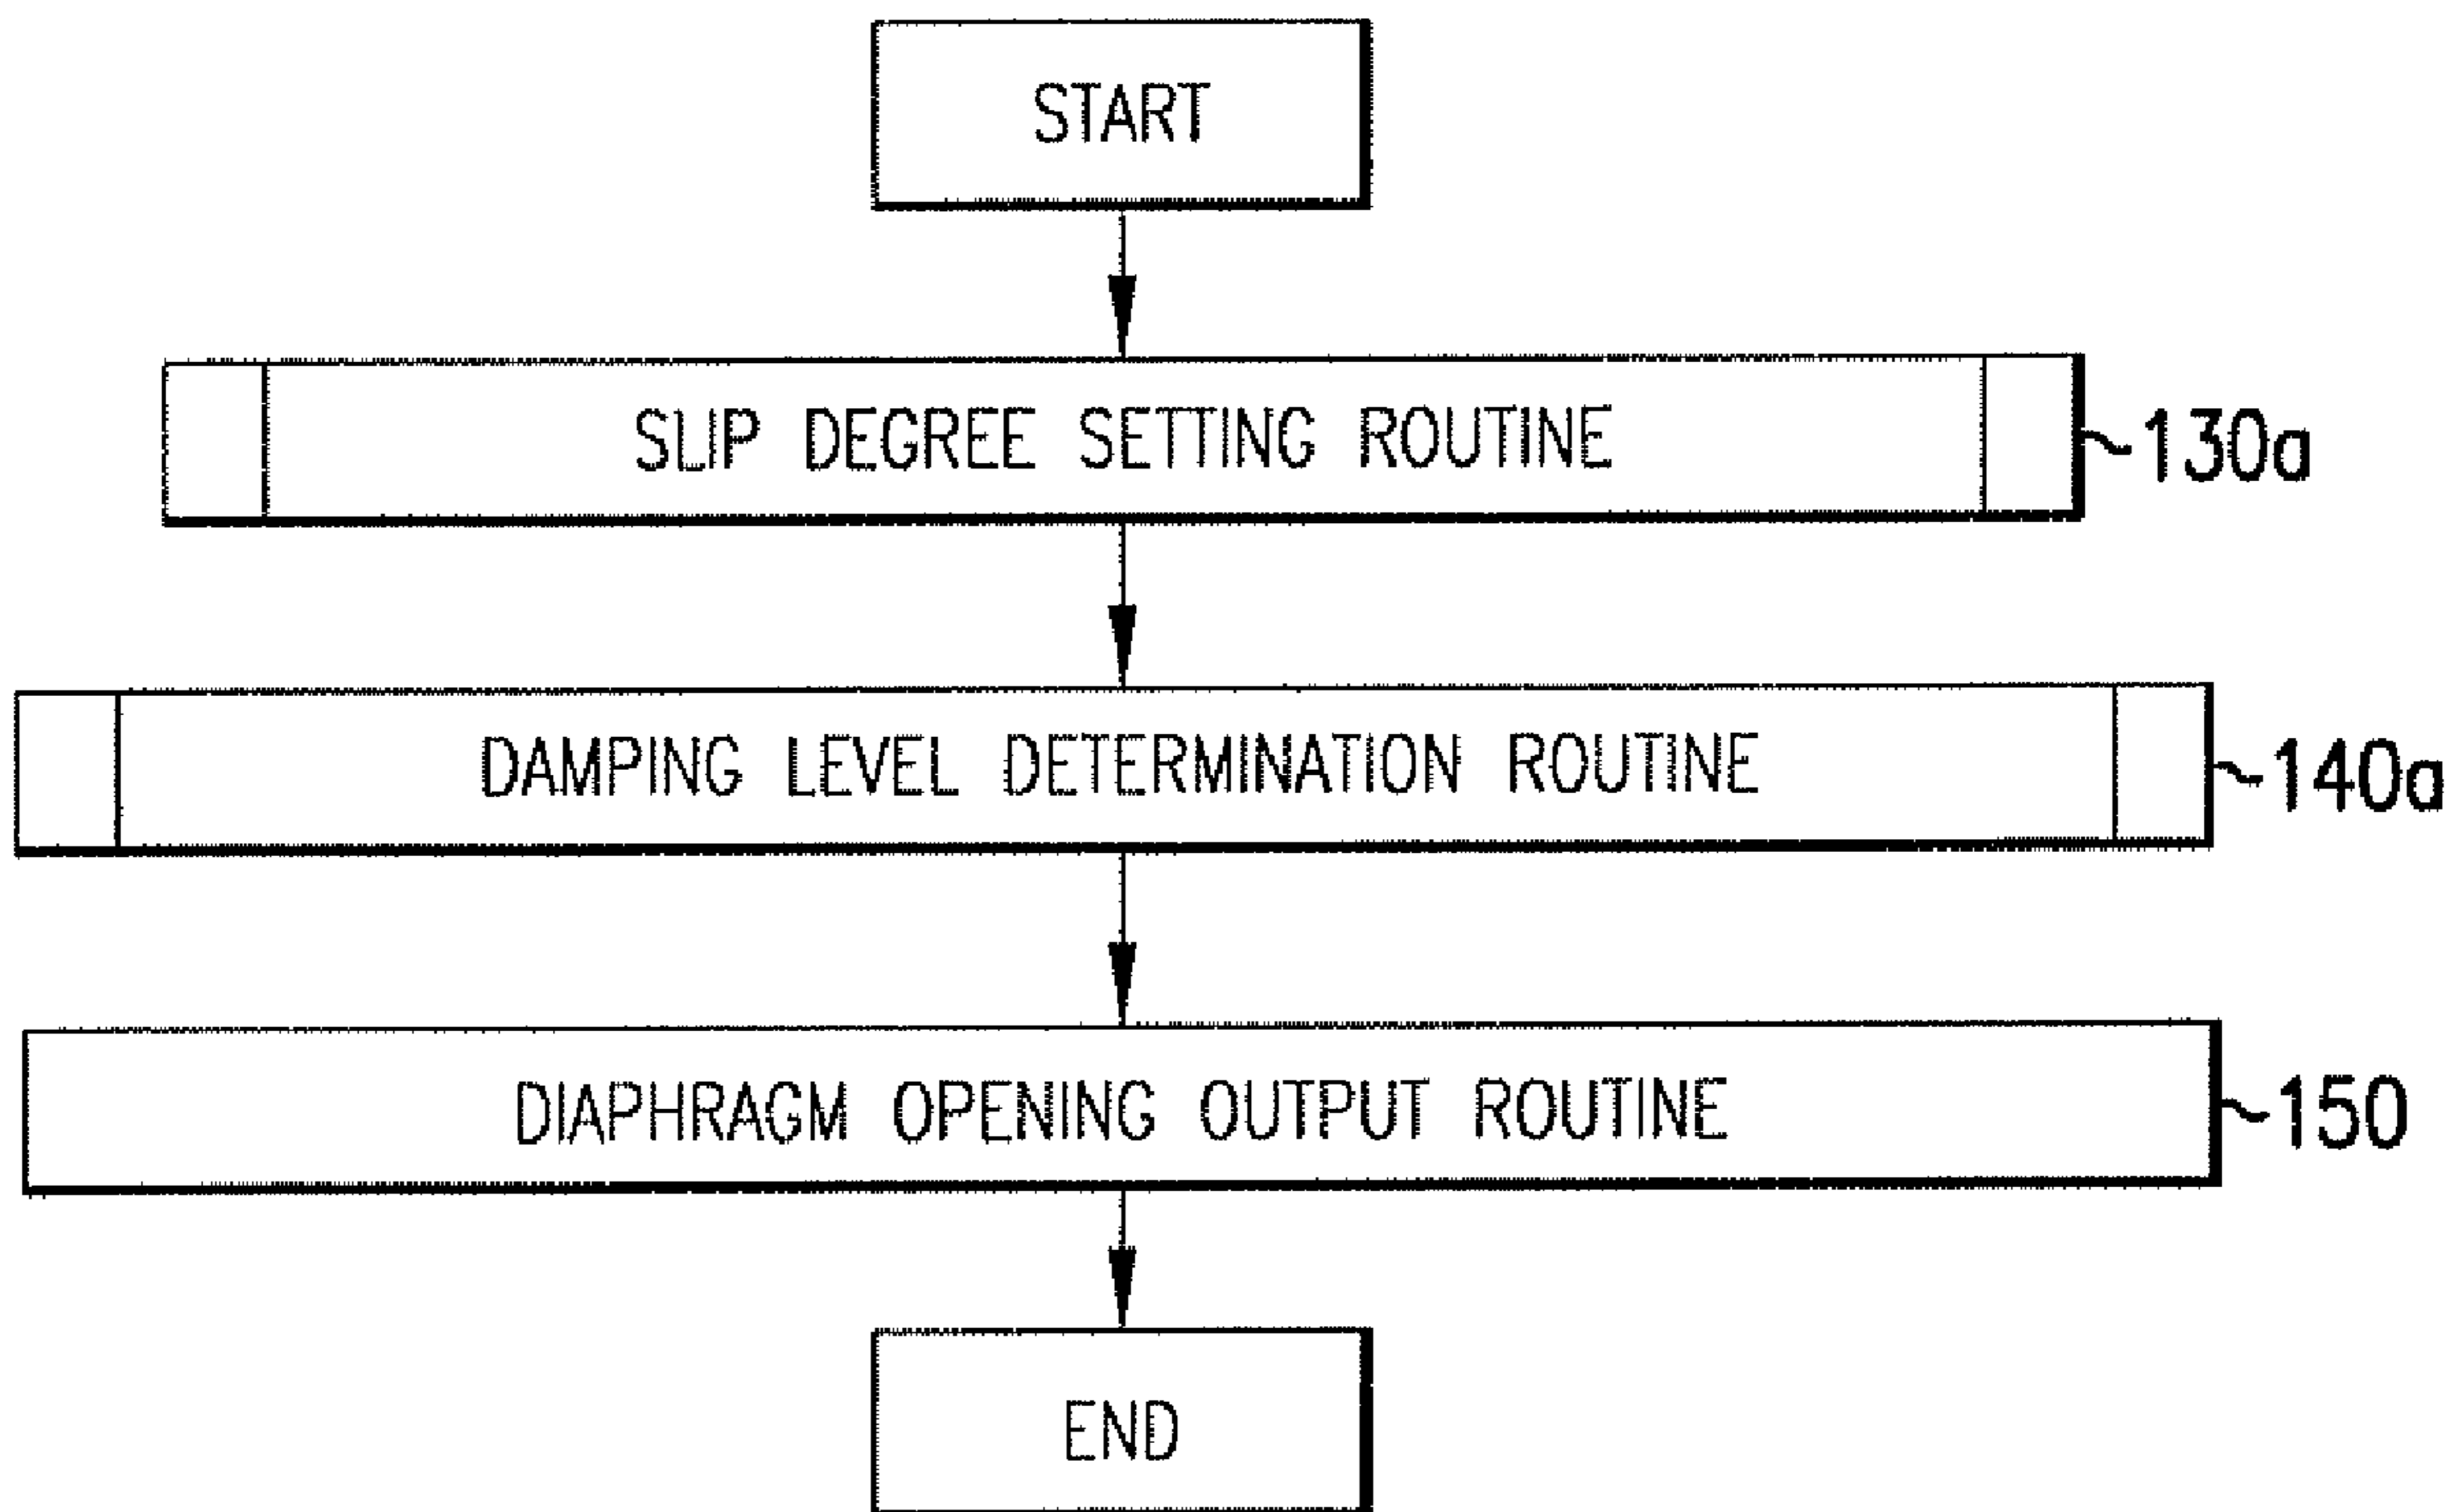 START
SLIP DEGREE SETTING ROUTINE
130a
DAMPING LEVEL DETERMINATION ROUTINE
140a
DIAPHRAGM OPENING OUTPUT ROUTINE
150
END